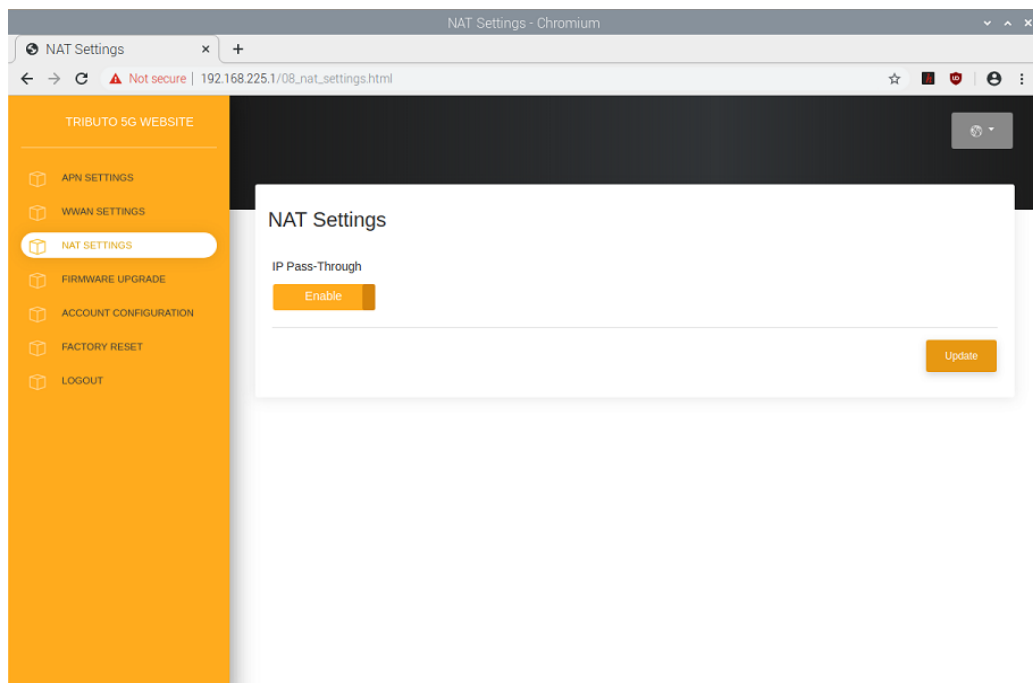 NAT Settings - Chromium
NAT Settings
Not secure | 192.168.225.1/08_nat_settings.html
TRIBUTO 5G WEBSITE
APN SETTINGS
WWAN SETTINGS
NAT SETTINGS
FIRMWARE UPGRADE
ACCOUNT CONFIGURATION
FACTORY RESET
LOGOUT
NAT Settings
IP Pass-Through
Enable
Update